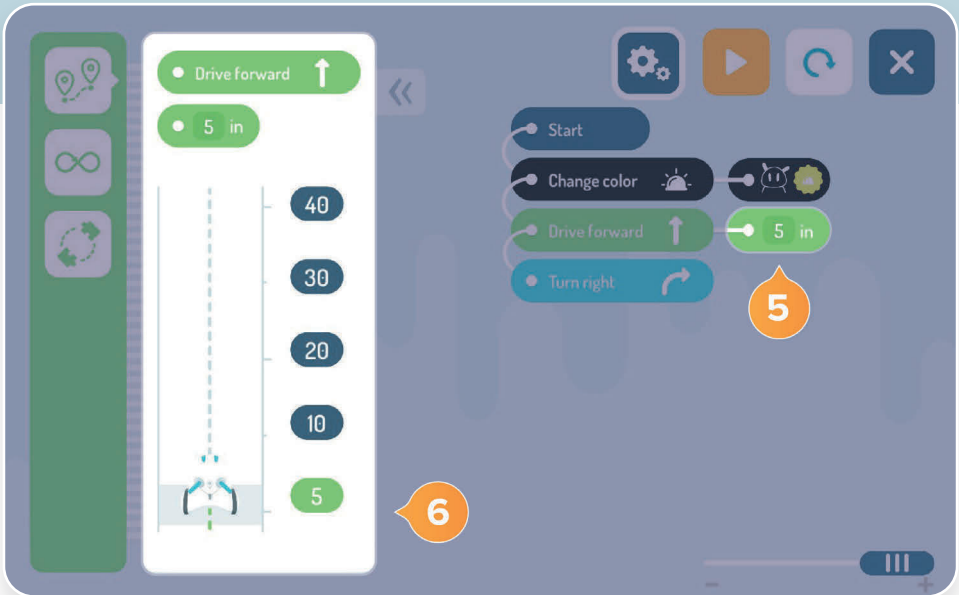 Drive forward
5 in
40
30
20
10
5
6
Start
Change color
Drive forward 5 in
Turn right
5
- +